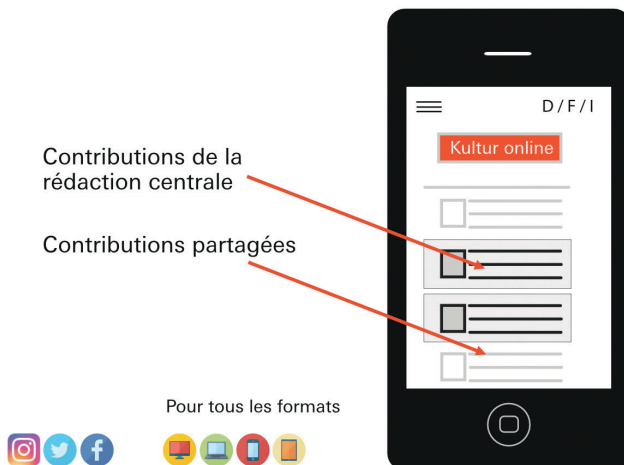 D/F/I
Kultur online
Contributions de la
rédaction centrale
Contributions partagées
Pour tous les formats